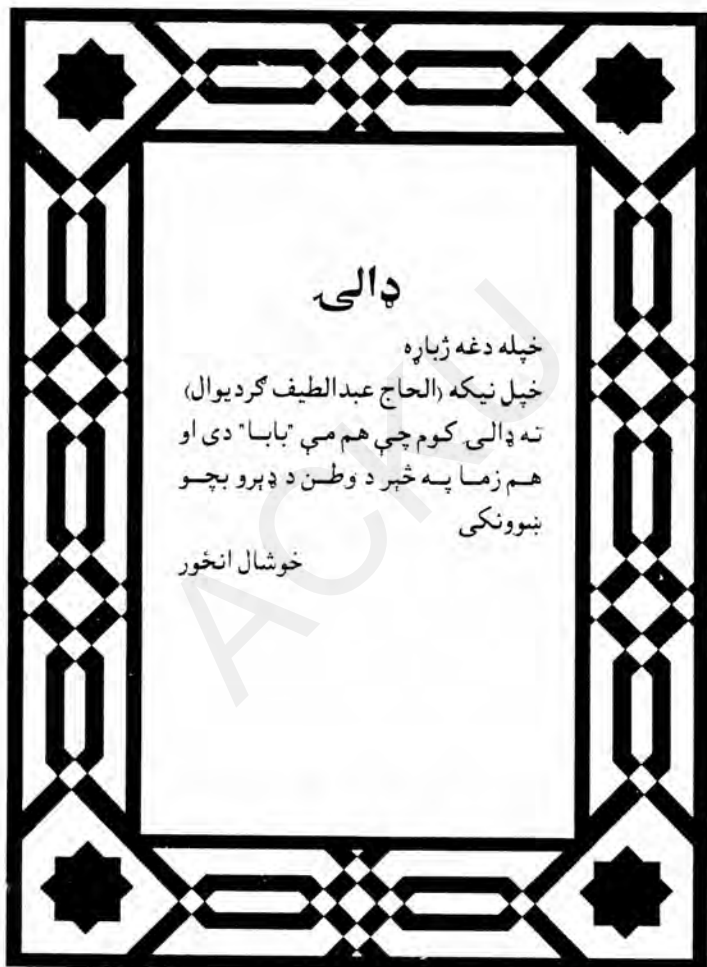 ډالۍ
خپله دغه ژباړه
خپل نیکه (الحاج عبدالطیف ګردیوال)
ته ډالۍ کوم چې هم مې "بابا" دی او
هم زما په څېر د وطن د ډېرو بچو
ښوونکی
خوشال انځور
ACKU